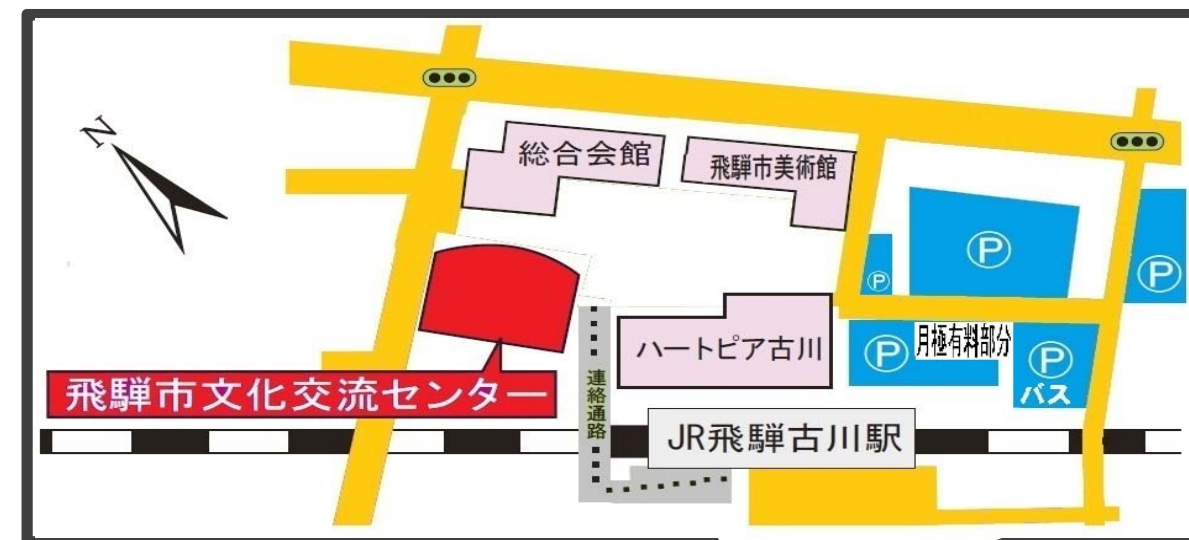 N
総合会館
飛騨市美術館
P
P
P
ハートピア古川
P
月極有料部分
P
バス
飛騨市文化交流センター
連絡通路
JR飛騨古川駅